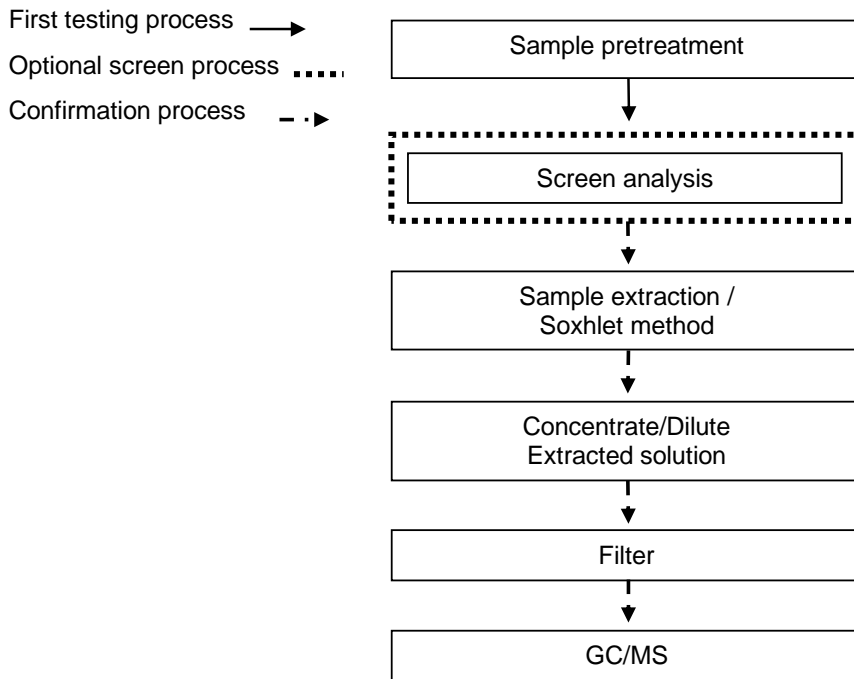 First testing process
Optional screen process
Confirmation process
Sample pretreatment
Screen analysis
Sample extraction /
Soxhlet method
Concentrate/Dilute
Extracted solution
Filter
GC/MS